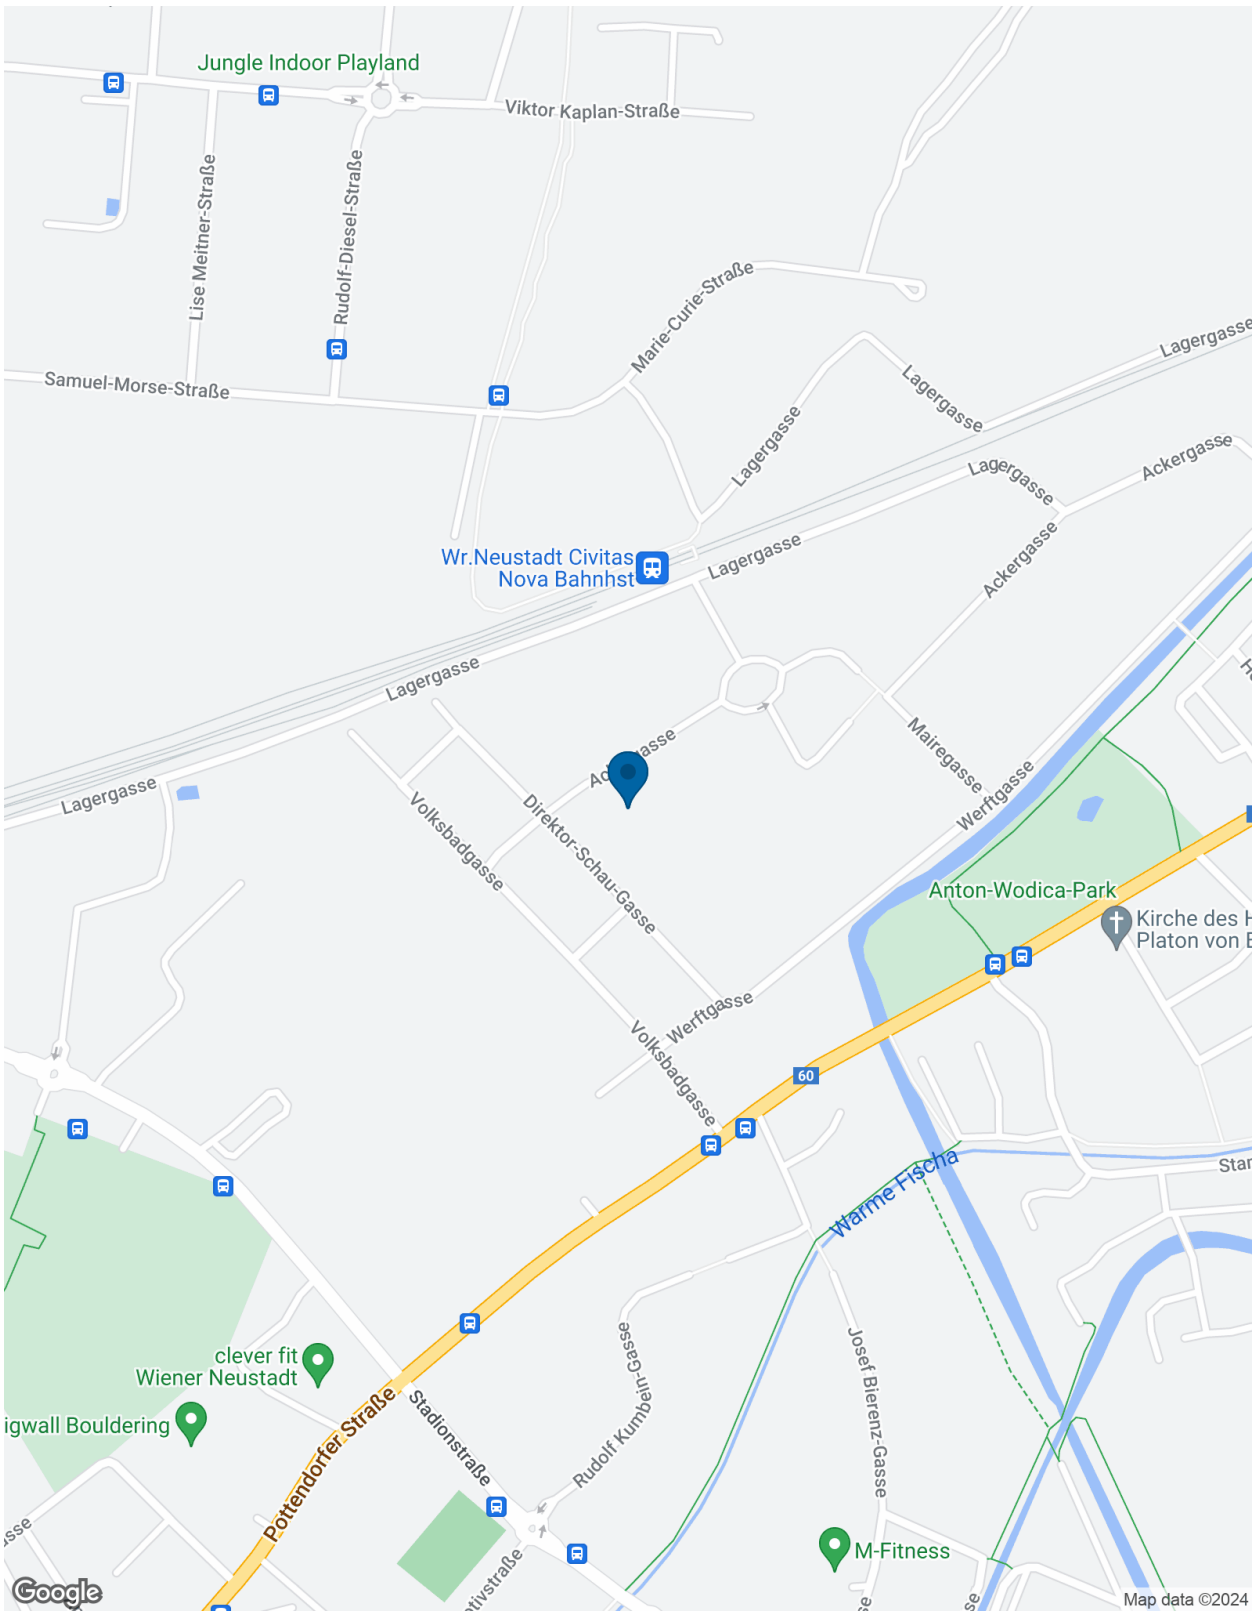 Jungle Indoor Playland
Viktor Kaplan-Straße
Lise Meitner-Straße
Rudolf-Diesel-Straße
Marie-Curie-Straße
Lagergasse
Samuel-Morse-Straße
Lagergasse
Lagergasse
Lagergasse
Ackergasse
Wr.Neustadt Civitas
Nova Bahnhst
Lagergasse
Ackergasse
Lagergasse
Mairegasse
Lagergasse
Volksbadgasse
Direktor-Schau-Gasse
Werftgasse
Anton-Wodica-Park
Kirche des H
Platon von E
Werftgasse
Volksbadgasse
60
Warme Fischa
Star
clever fit
Wiener Neustadt
igwall Bouldering
Pottendorfer Straße
Stadionstraße
Rudolf Kumbein-Gasse
Josef Bierenz-Gasse
M-Fitness
asse
otivstraße
Google
Map data ©2024